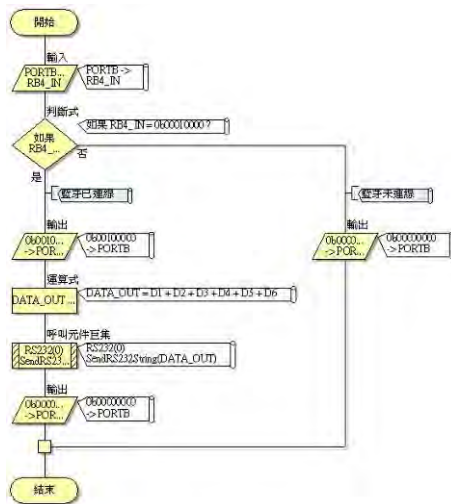 開始
輸入
PORTB...
RB4_IN
PORTB ->
RB4_IN
判斷式
如果
RB4_...
如果 RB4_IN = 0b00010000 ?
否
是
藍芽已連線
藍芽未連線
輸出
0b0010...
->POR...
0b00100000
-> PORTB
輸出
0b0000...
->POR...
0b00000000
-> PORTB
運算式
DATA_OUT ...
DATA_OUT = D1 + D2 + D3 + D4 + D5 + D6
呼叫元件巨集
RS232(0)
SendRS23...
RS232(0)
SendRS232String(DATA_OUT)
輸出
0b0000...
->POR...
0b00000000
-> PORTB
結束